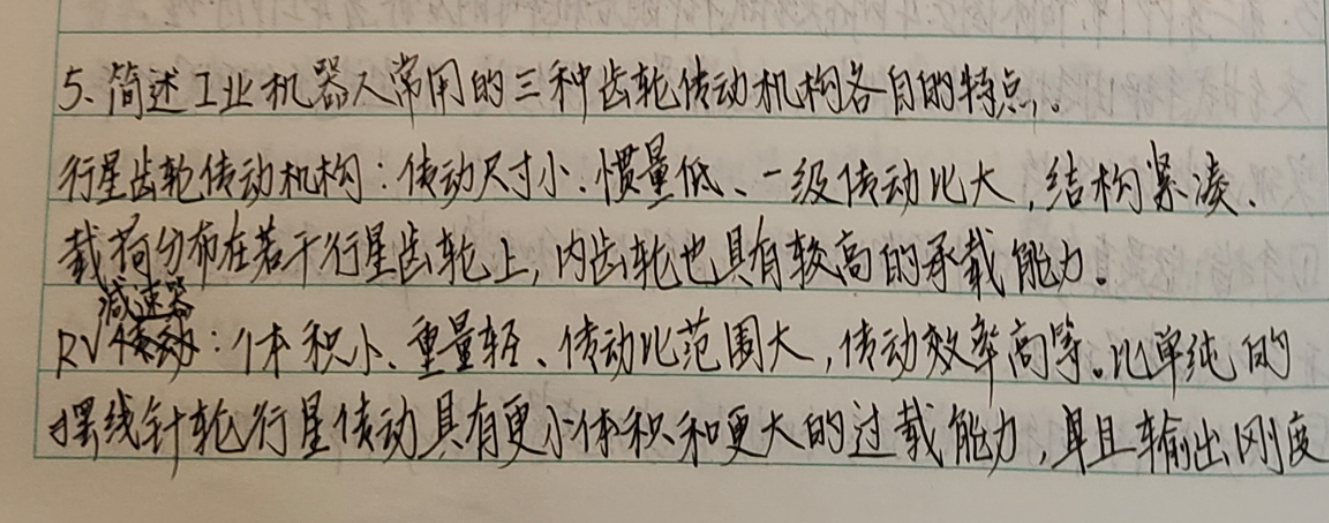 5、简述工业机器人常用的三种齿轮传动机构各自的特点。
行星齿轮传动机构：传动尺寸小、惯量低、一级传动比大，结构紧凑、
载荷分布在若干行星齿轮上，内齿轮也具有较高的承载能力。
减速器
RV：体积小、重量轻、传动比范围大，传动效率高等。比单纯的
摆线针轮行星传动具有更小体积和更大的过载能力，且输出刚度